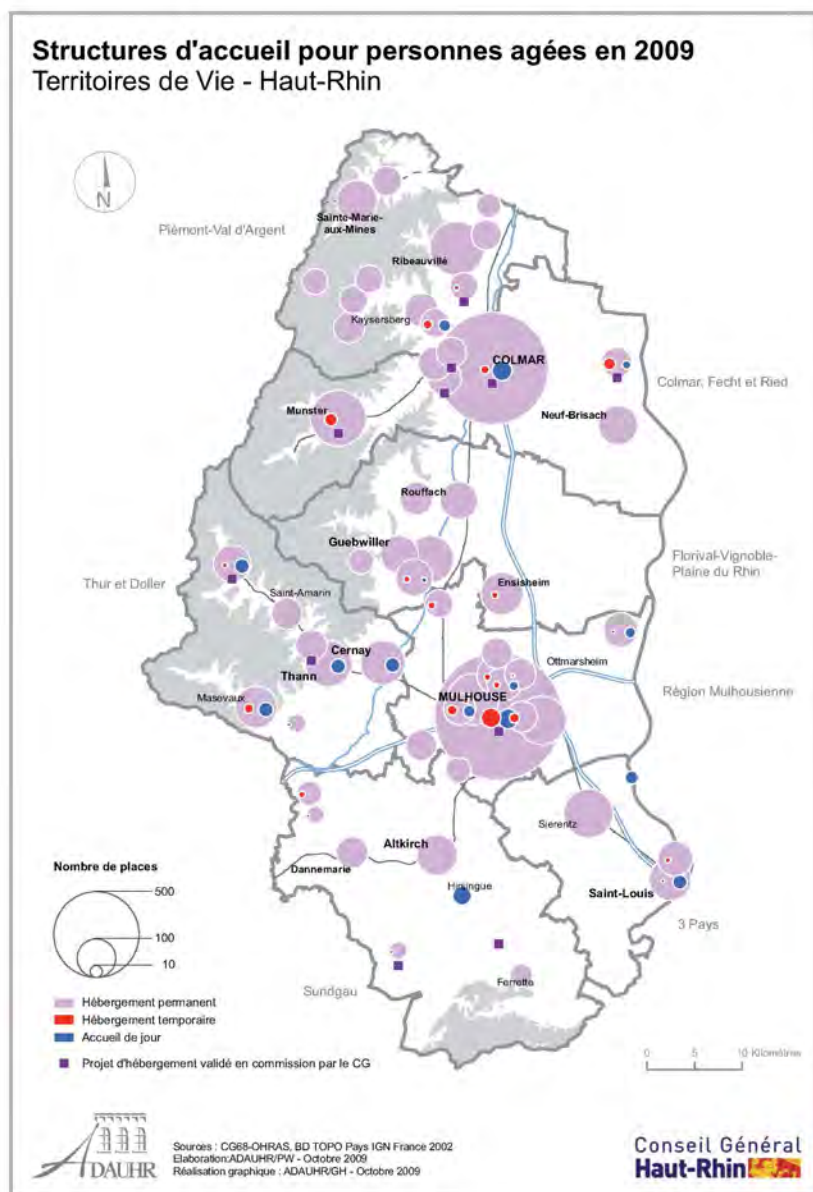 Structures d'accueil pour personnes agées en 2009
Territoires de Vie - Haut-Rhin
N
Piémont-Val d'Argent
Sainte-Marie-
aux-Mines
Ribeauvillé
Kaysersberg
COLMAR
Colmar, Fecht et Ried
Munster
Neuf-Brisach
Rouffach
Guebwiller
Florival-Vignoble-
Plaine du Rhin
Ensisheim
Thur et Doller
Saint-Amarin
Cernay
Thann
Ottmarsheim
MULHOUSE
Région Mulhousienne
Masevaux
Sierentz
Altkirch
Dannemarie
Hirsingue
Saint-Louis
3 Pays
Sundgau
Ferrette
Nombre de places
500
100
10
Hébergement permanent
Hébergement temporaire
Accueil de jour
Projet d'hébergement validé en commission par le CG
0 5 10 Kilomètres
ADAUHR
Sources : CG68-OHRAS, BD TOPO Pays IGN France 2002
Elaboration:ADAUHR/PW - Octobre 2009
Réalisation graphique : ADAUHR/GH - Octobre 2009
Conseil Général
Haut-Rhin